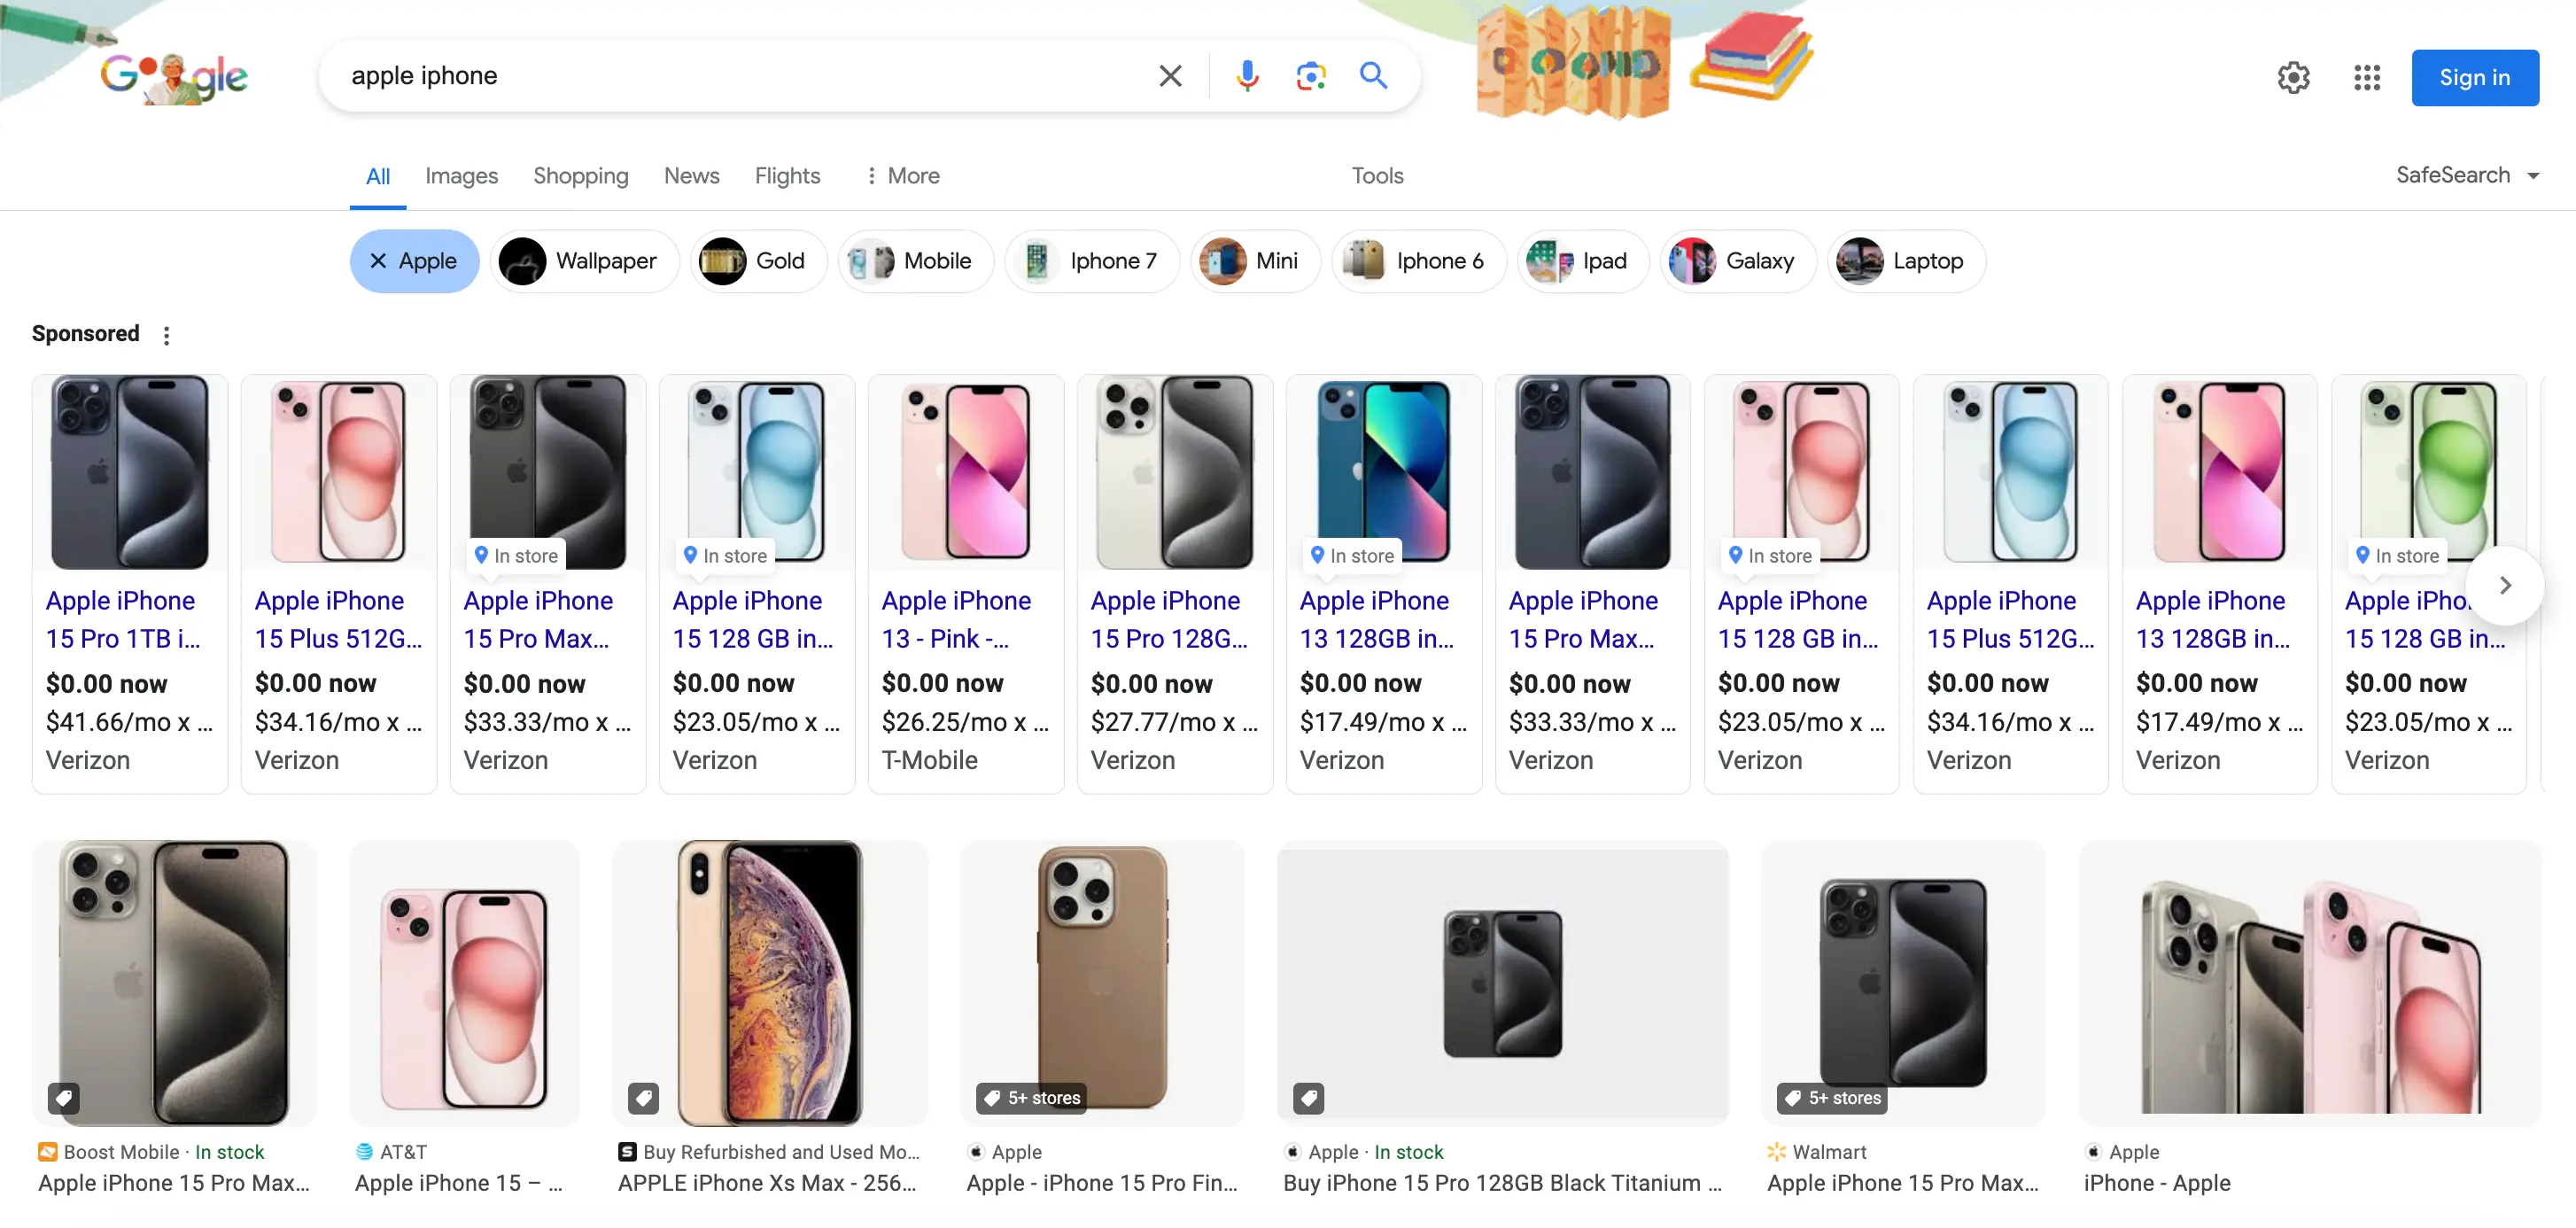 Google
apple iphone
Sign in
All
Images
Shopping
News
Flights
More
Tools
SafeSearch
Apple
Wallpaper
Gold
Mobile
Iphone 7
Mini
Iphone 6
Ipad
Galaxy
Laptop
Sponsored
Apple iPhone
15 Pro 1TB i...
$0.00 now
$41.66/mo x ...
Verizon
Apple iPhone
15 Plus 512G...
$0.00 now
$34.16/mo x ...
Verizon
In store
Apple iPhone
15 Pro Max...
$0.00 now
$33.33/mo x ...
Verizon
In store
Apple iPhone
15 128 GB in...
$0.00 now
$23.05/mo x ...
Verizon
Apple iPhone
13 - Pink -...
$0.00 now
$26.25/mo x ...
T-Mobile
Apple iPhone
15 Pro 128G...
$0.00 now
$27.77/mo x ...
Verizon
In store
Apple iPhone
13 128GB in...
$0.00 now
$17.49/mo x ...
Verizon
Apple iPhone
15 Pro Max...
$0.00 now
$33.33/mo x ...
Verizon
In store
Apple iPhone
15 128 GB in...
$0.00 now
$23.05/mo x ...
Verizon
Apple iPhone
15 Plus 512G...
$0.00 now
$34.16/mo x ...
Verizon
Apple iPhone
13 128GB in...
$0.00 now
$17.49/mo x ...
Verizon
In store
Apple iPho
15 128 GB in...
$0.00 now
$23.05/mo x ...
Verizon
Boost Mobile · In stock
Apple iPhone 15 Pro Max...
AT&T
Apple iPhone 15 – ...
Buy Refurbished and Used Mo...
APPLE iPhone Xs Max - 256...
5+ stores
Apple
Apple - iPhone 15 Pro Fin...
Apple · In stock
Buy iPhone 15 Pro 128GB Black Titanium ...
5+ stores
Walmart
Apple iPhone 15 Pro Max...
Apple
iPhone - Apple